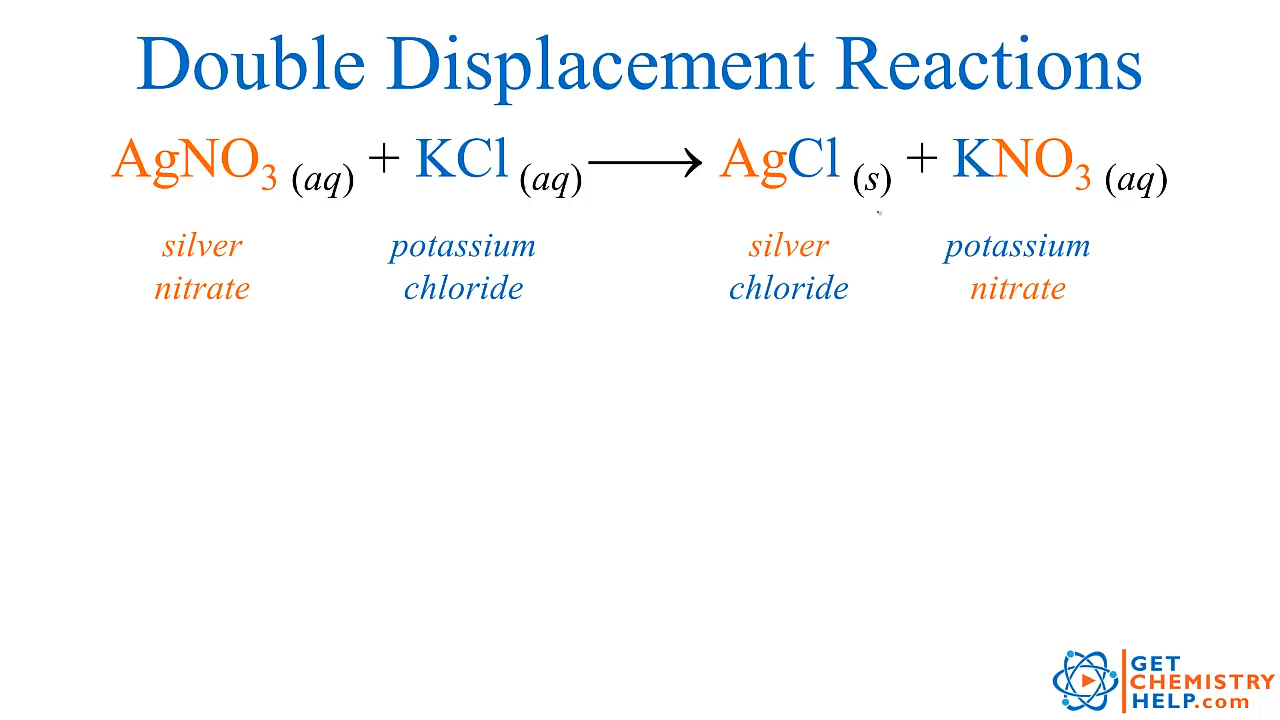 Double Displacement Reactions
AgNO₃ (aq) + KCl (aq) ⟶ AgCl (s) + KNO₃ (aq)
silver potassium silver potassium
nitrate chloride chloride nitrate
GET
CHEMISTRY
HELP.com